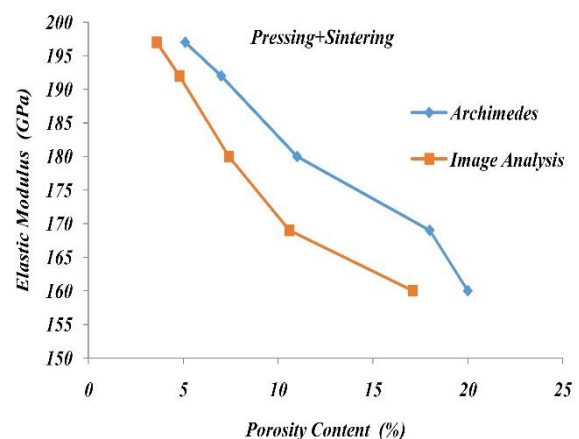 200
195
190
185
180
175
170
165
160
155
150
Elastic Modulus (GPa)
Pressing+Sintering
Archimedes
Image Analysis
0 5 10 15 20 25
Porosity Content (%)